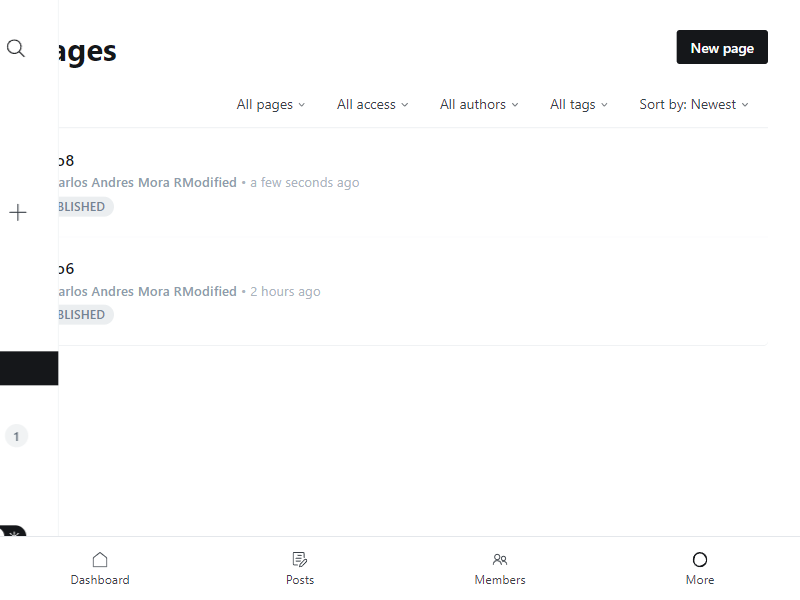 ages
New page
All pages
All access
All authors
All tags
Sort by: Newest
o8
arlos Andres Mora RModified • a few seconds ago
BLISHED
o6
arlos Andres Mora RModified • 2 hours ago
BLISHED
1
Dashboard
Posts
Members
More